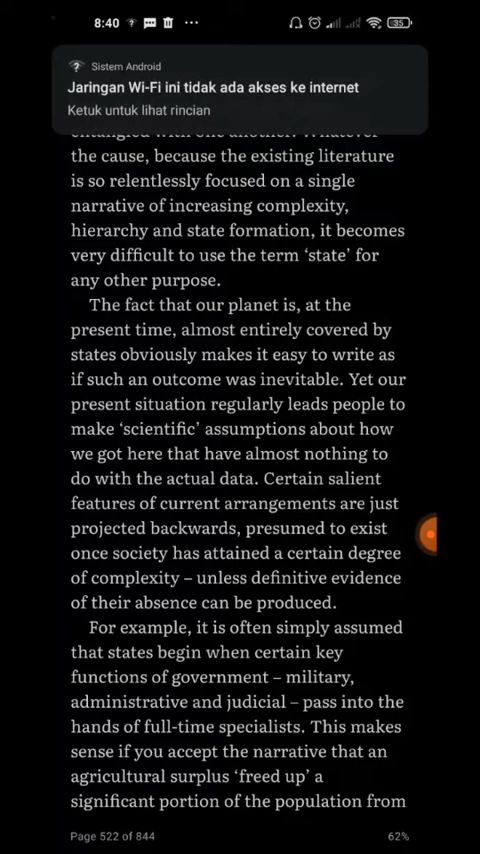 8:40
35
Sistem Android
Jaringan Wi-Fi ini tidak ada akses ke internet
Ketuk untuk lihat rincian
entangled with one another. Whatever
the cause, because the existing literature
is so relentlessly focused on a single
narrative of increasing complexity,
hierarchy and state formation, it becomes
very difficult to use the term ‘state’ for
any other purpose.
The fact that our planet is, at the
present time, almost entirely covered by
states obviously makes it easy to write as
if such an outcome was inevitable. Yet our
present situation regularly leads people to
make ‘scientific’ assumptions about how
we got here that have almost nothing to
do with the actual data. Certain salient
features of current arrangements are just
projected backwards, presumed to exist
once society has attained a certain degree
of complexity – unless definitive evidence
of their absence can be produced.
For example, it is often simply assumed
that states begin when certain key
functions of government – military,
administrative and judicial – pass into the
hands of full-time specialists. This makes
sense if you accept the narrative that an
agricultural surplus ‘freed up’ a
significant portion of the population from
Page 522 of 844
62%